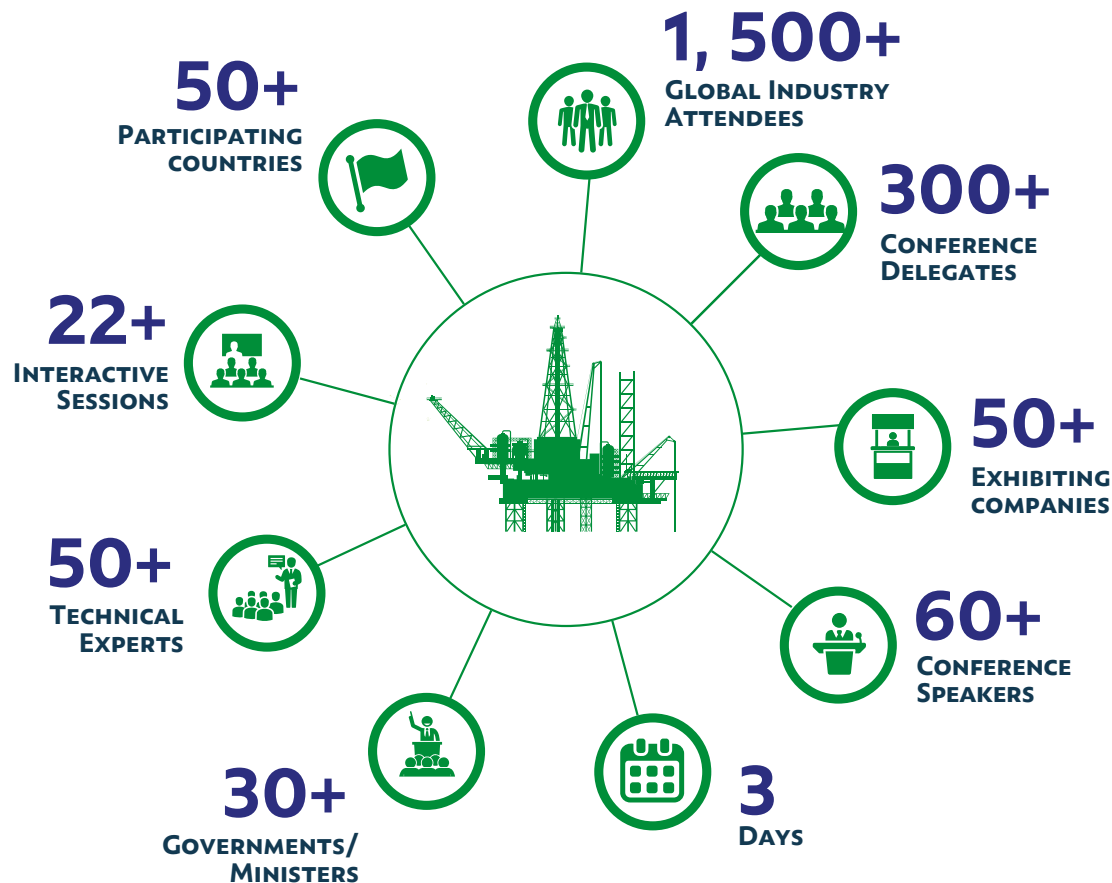 1, 500+
GLOBAL INDUSTRY
ATTENDEES
300+
CONFERENCE
DELEGATES
50+
EXHIBITING
COMPANIES
60+
CONFERENCE
SPEAKERS
3
DAYS
30+
GOVERNMENTS/
MINISTERS
50+
TECHNICAL
EXPERTS
22+
INTERACTIVE
SESSIONS
50+
PARTICIPATING
COUNTRIES